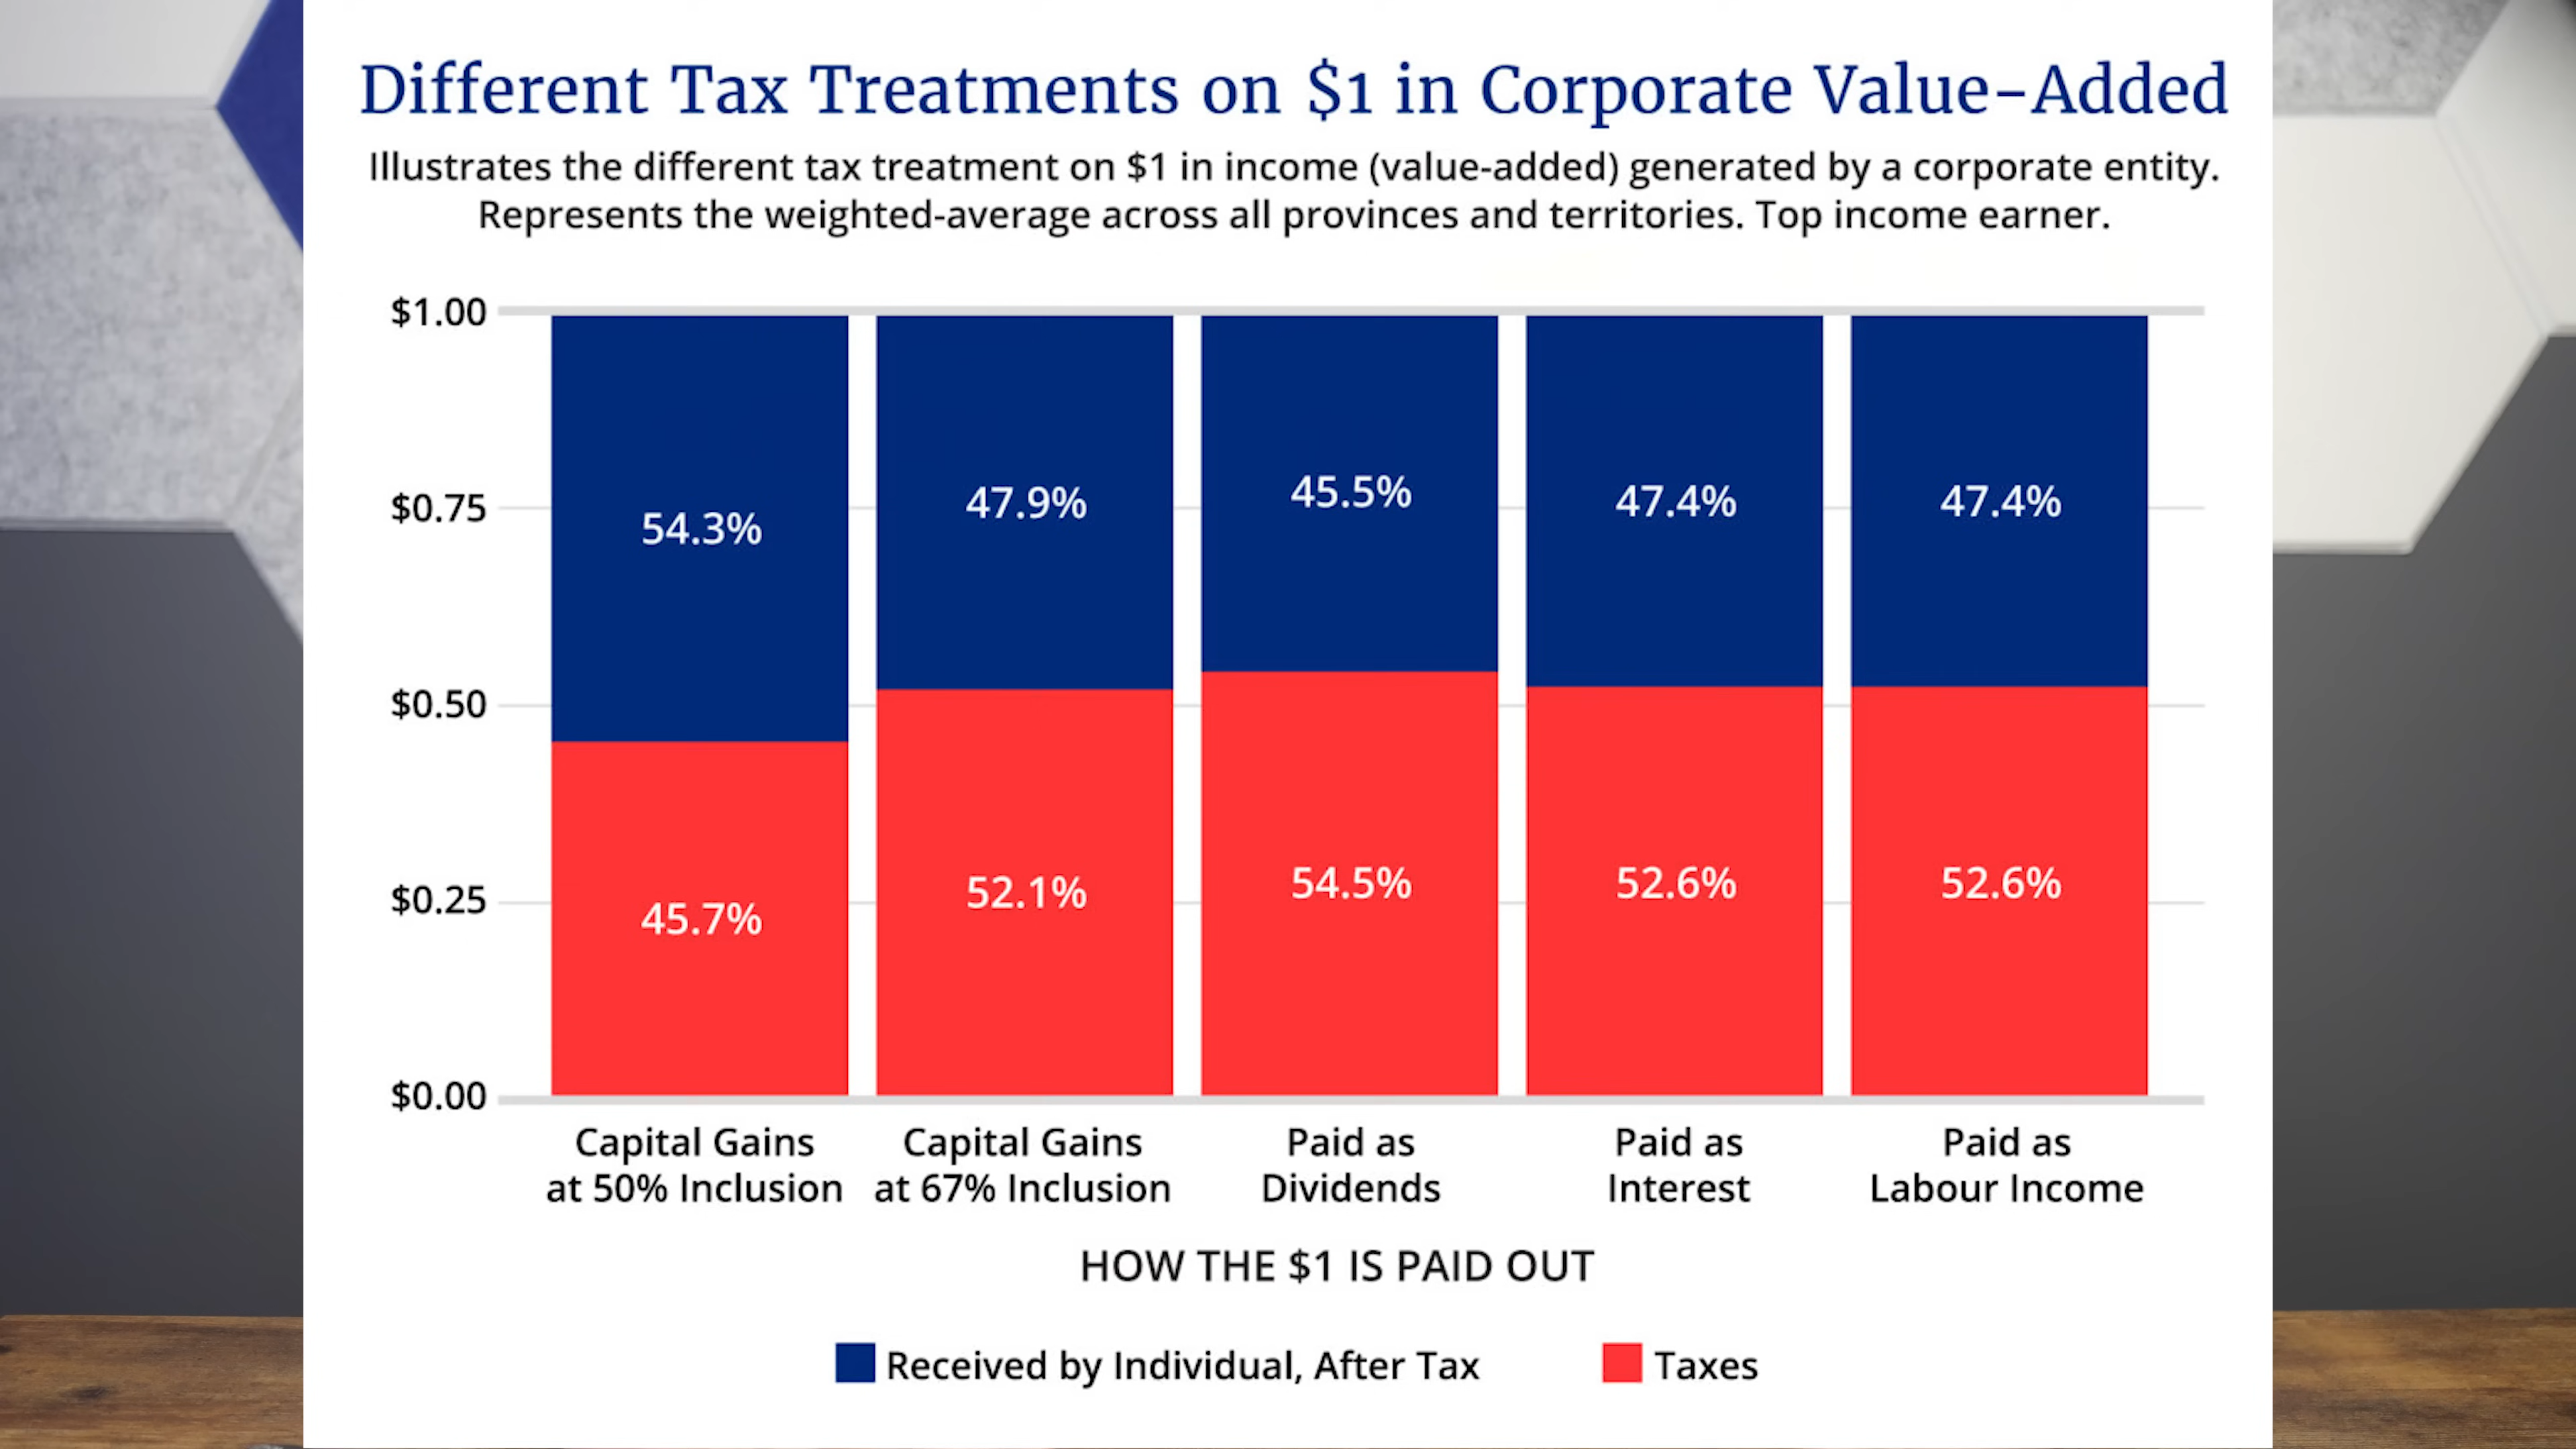 Different Tax Treatments on $1 in Corporate Value-Added
Illustrates the different tax treatment on $1 in income (value-added) generated by a corporate entity.
Represents the weighted-average across all provinces and territories. Top income earner.
$1.00
$0.75
$0.50
$0.25
$0.00
54.3%
47.9%
45.5%
47.4%
47.4%
45.7%
52.1%
54.5%
52.6%
52.6%
Capital Gains
at 50% Inclusion
Capital Gains
at 67% Inclusion
Paid as
Dividends
Paid as
Interest
Paid as
Labour Income
HOW THE $1 IS PAID OUT
Received by Individual, After Tax
Taxes